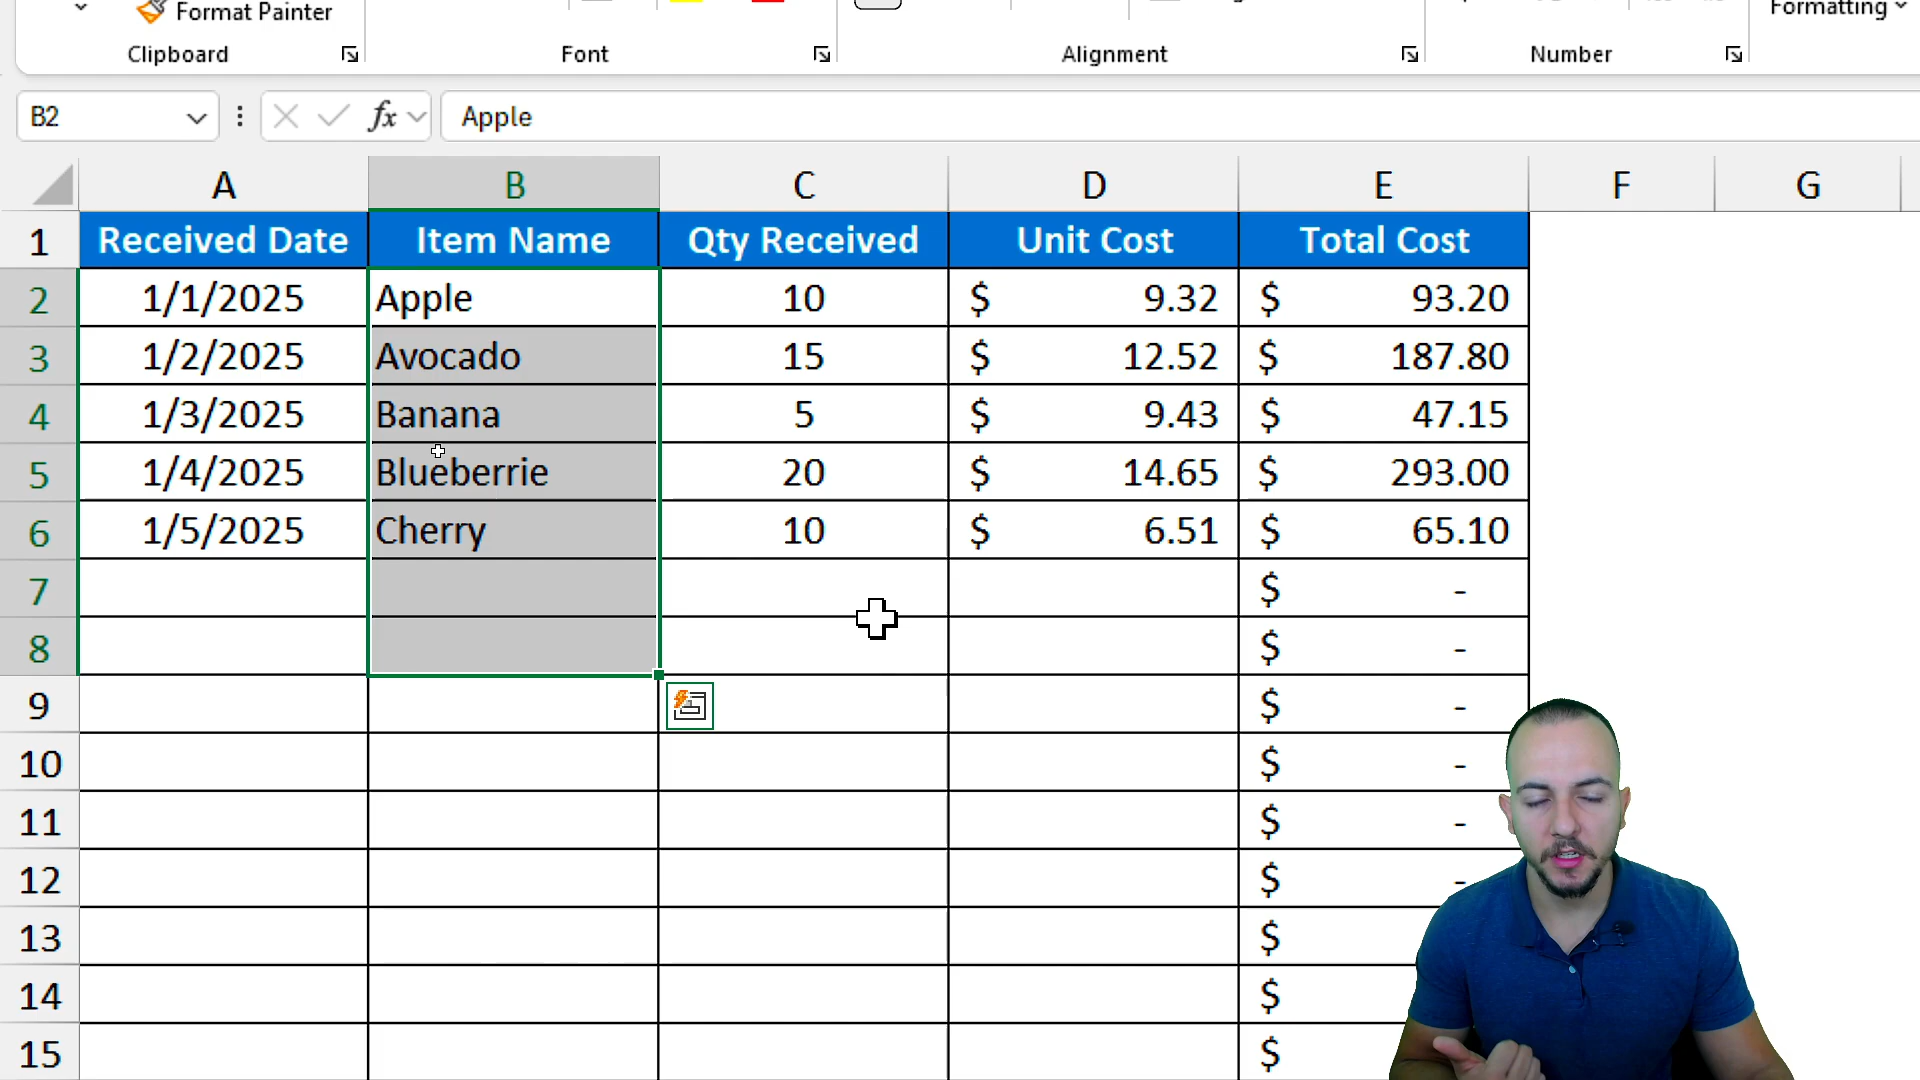 Format Painter
Formatting
Clipboard
Font
Alignment
Number
B2
fx
Apple
A B C D E F G
1 Received Date Item Name Qty Received Unit Cost Total Cost
2 1/1/2025 Apple 10 $ 9.32 $ 93.20
3 1/2/2025 Avocado 15 $ 12.52 $ 187.80
4 1/3/2025 Banana 5 $ 9.43 $ 47.15
5 1/4/2025 Blueberrie 20 $ 14.65 $ 293.00
6 1/5/2025 Cherry 10 $ 6.51 $ 65.10
7 $ -
8 $ -
9 $ -
10 $ -
11 $ -
12 $ -
13 $
14 $
15 $